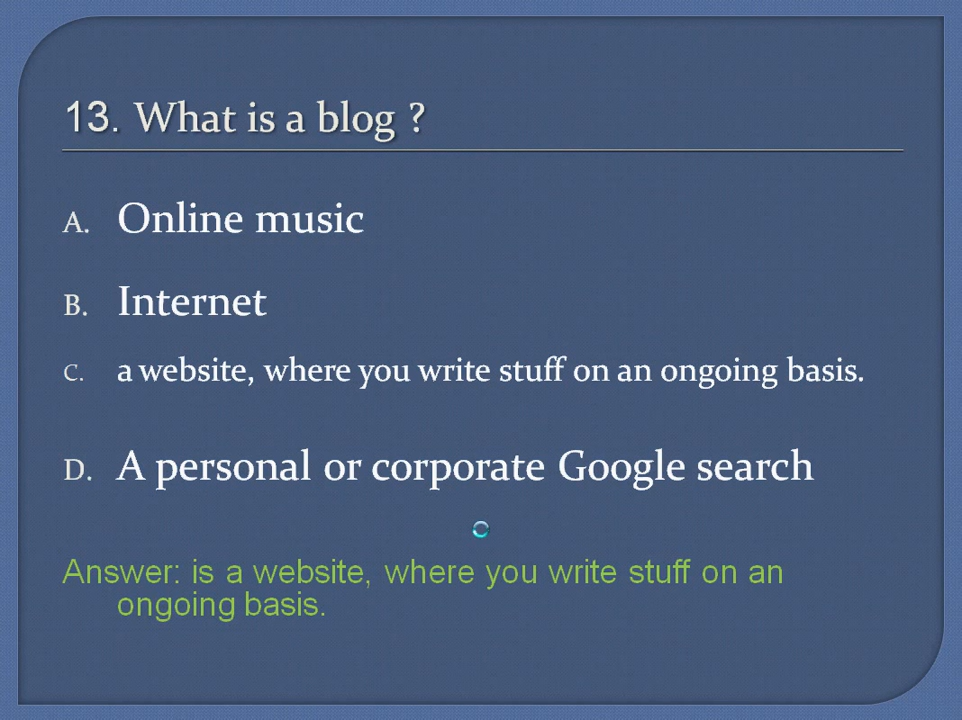 13. What is a blog ?
A. Online music
B. Internet
C. a website, where you write stuff on an ongoing basis.
D. A personal or corporate Google search
Answer: is a website, where you write stuff on an
ongoing basis.